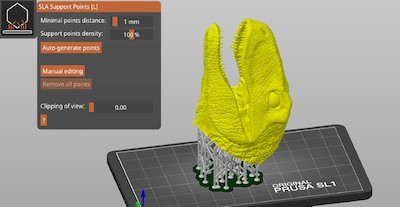 SLA Support Points [L]
Minimal points distance: 1 mm
Support points density: 100 %
Auto-generate points
Manual editing
Remove all points
Clipping of view: 0.00
?
ORIGINAL
PRUSA SL1